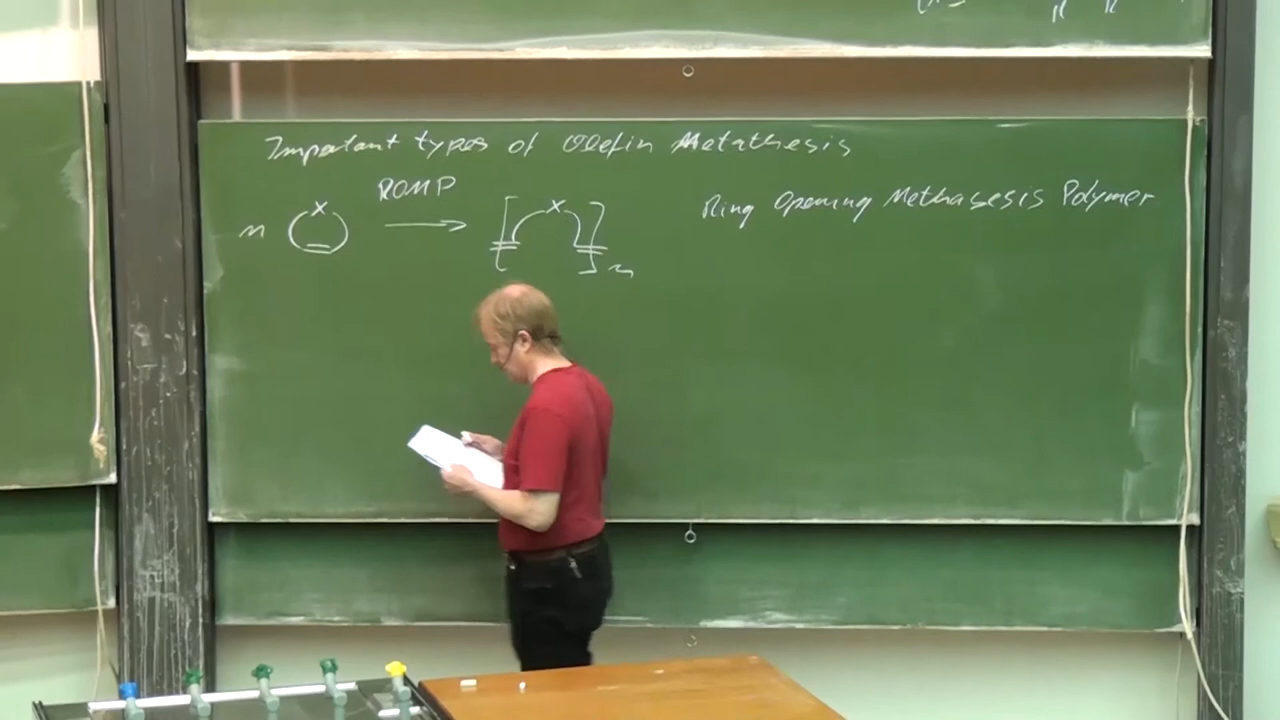 Important types of Olefin Metathesis
ROMP
n X → [ X ]n
Ring Opening Methasesis Polymer